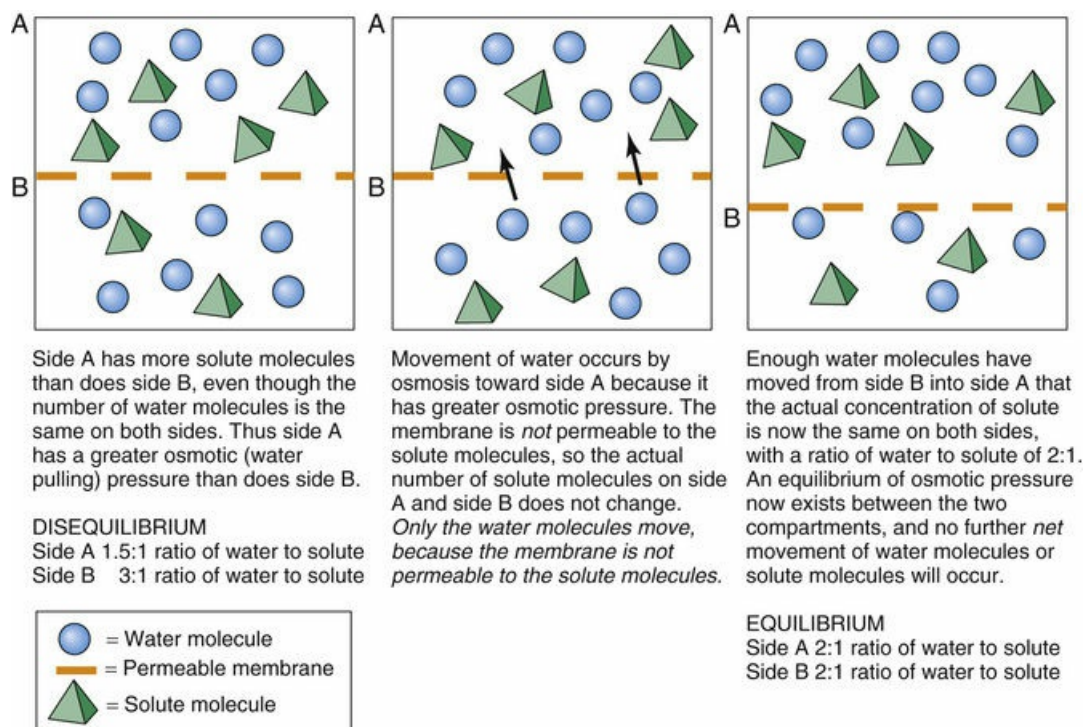 A
B
Side A has more solute molecules
than does side B, even though the
number of water molecules is the
same on both sides. Thus side A
has a greater osmotic (water
pulling) pressure than does side B.
DISEQUILIBRIUM
Side A 1.5:1 ratio of water to solute
Side B 3:1 ratio of water to solute
A
B
Movement of water occurs by
osmosis toward side A because it
has greater osmotic pressure. The
membrane is not permeable to the
solute molecules, so the actual
number of solute molecules on side
A and side B does not change.
Only the water molecules move,
because the membrane is not
permeable to the solute molecules.
A
B
Enough water molecules have
moved from side B into side A that
the actual concentration of solute
is now the same on both sides,
with a ratio of water to solute of 2:1.
An equilibrium of osmotic pressure
now exists between the two
compartments, and no further net
movement of water molecules or
solute molecules will occur.
EQUILIBRIUM
Side A 2:1 ratio of water to solute
Side B 2:1 ratio of water to solute
= Water molecule
= Permeable membrane
= Solute molecule